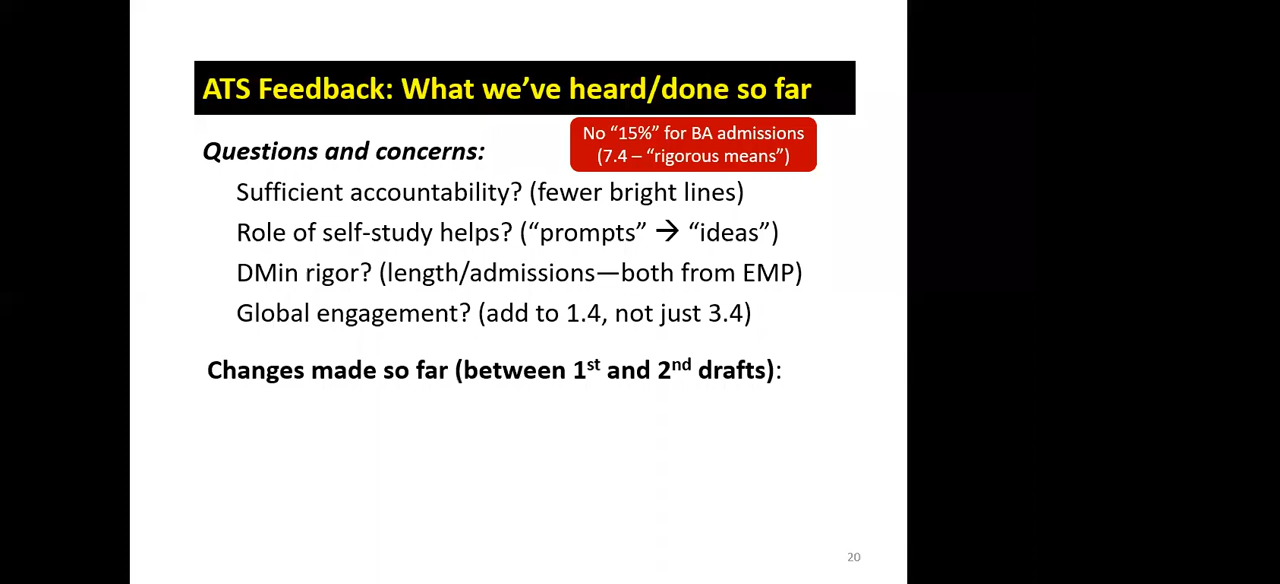 ATS Feedback: What we’ve heard/done so far
No “15%” for BA admissions
(7.4 – “rigorous means”)
Questions and concerns:
Sufficient accountability? (fewer bright lines)
Role of self-study helps? (“prompts” → “ideas”)
DMin rigor? (length/admissions—both from EMP)
Global engagement? (add to 1.4, not just 3.4)
Changes made so far (between 1st and 2nd drafts):
20